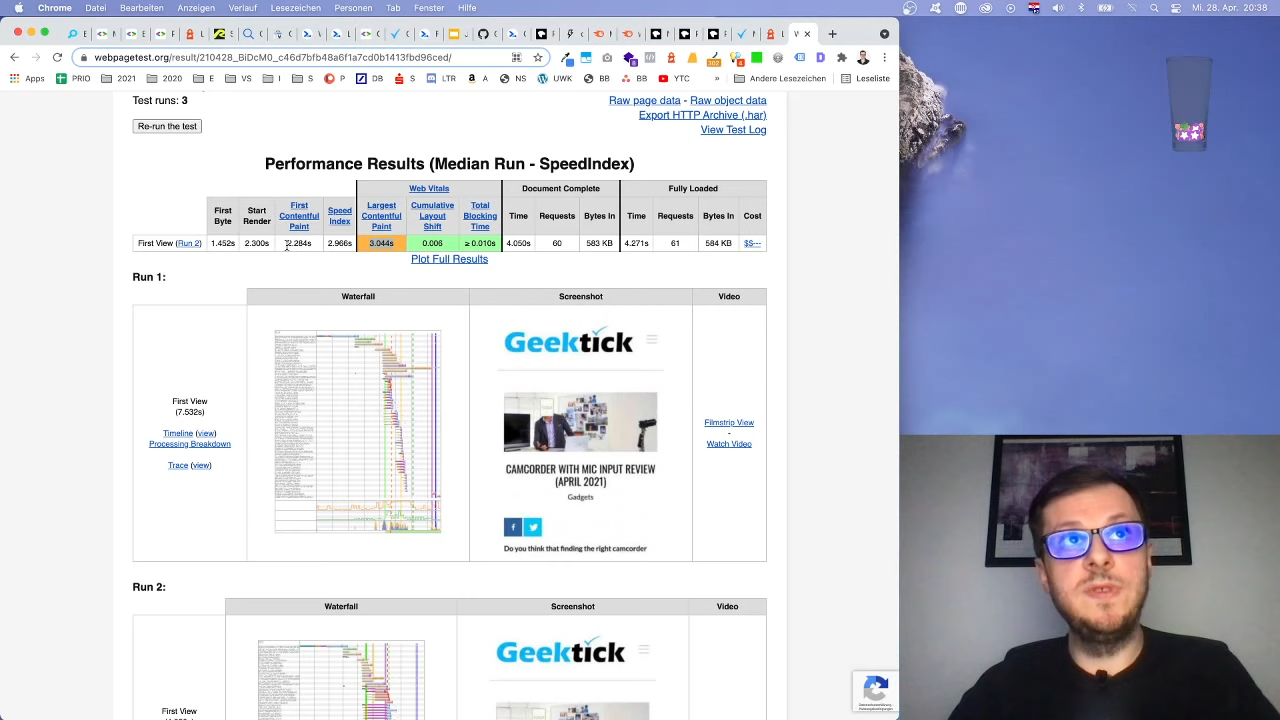 Chrome Datei Bearbeiten Anzeigen Verlauf Lesezeichen Personen Tab Fenster Hilfe
Mi. 28. Apr. 20:38
webpagetest.org/result/210428_BiDcM0_c46d7bfb48a6f1a7cd0b1413fbd96ced/
Apps PRIO 2021 2020 E VS I S P DB S LTR A NS UWK BB BB YTC » Andere Lesezeichen Leseliste
Test runs: 3
Raw page data - Raw object data
Export HTTP Archive (.har)
View Test Log
Re-run the test
Performance Results (Median Run - SpeedIndex)
Web Vitals Document Complete Fully Loaded
First Byte Start Render First Contentful Paint Speed Index Largest Contentful Paint Cumulative Layout Shift Total Blocking Time Time Requests Bytes In Time Requests Bytes In Cost
First View (Run 2) 1.452s 2.300s 2.284s 2.966s 3.044s 0.006 ≥ 0.010s 4.050s 60 583 KB 4.271s 61 584 KB $$---
Plot Full Results
Run 1:
Waterfall Screenshot Video
First View
(7.532s)
Timeline (view)
Processing Breakdown
Trace (view)
Geektick
CAMCORDER WITH MIC INPUT REVIEW
(APRIL 2021)
Gadgets
Do you think that finding the right camcorder
Filmstrip View
-
Watch Video
Run 2:
Waterfall Screenshot Video
Geektick
First View